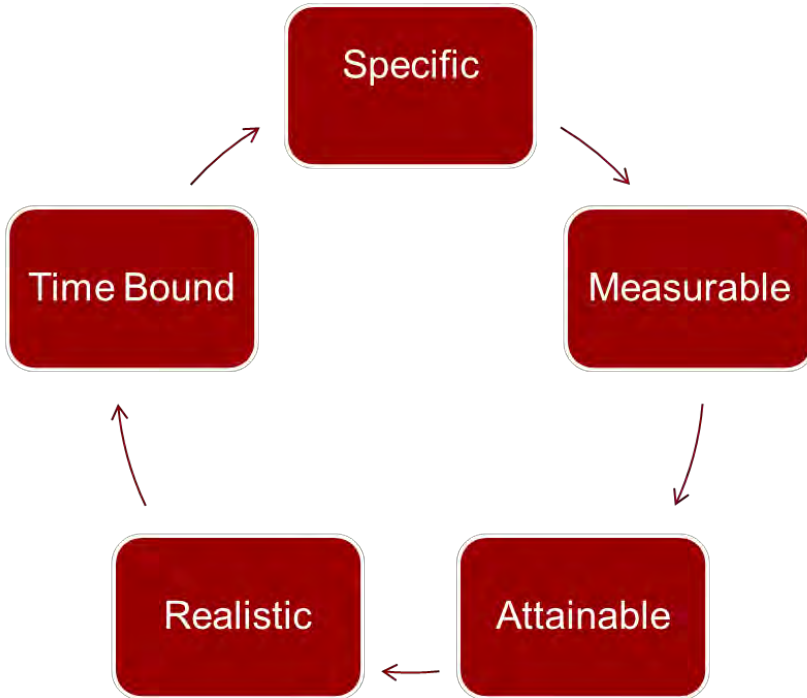 Specific
Measurable
Attainable
Realistic
Time Bound